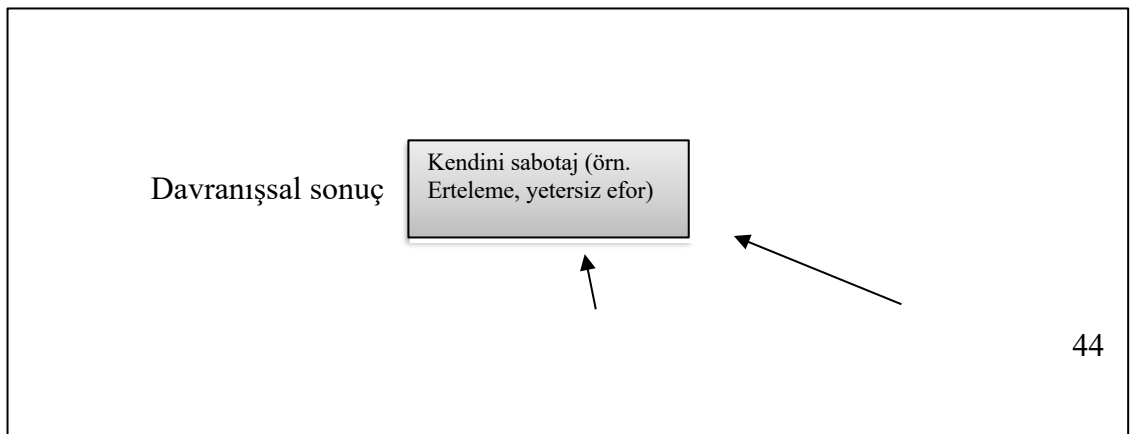 Kendini sabotaj (örn.
Davranışsal sonuç
Erteleme, yetersiz efor)
44